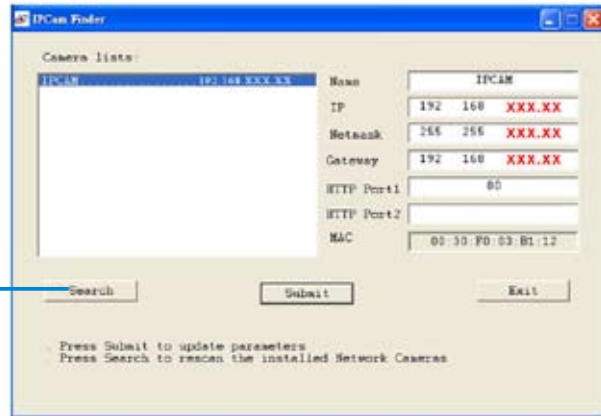 IPCam Finder
Camera lists:
IPCAM 192.168.XXX.XX
Name IPCAM
IP 192 168 XXX.XX
Netmask 255 255 XXX.XX
Gateway 192 168 XXX.XX
HTTP Port1 80
HTTP Port2
MAC 00:30:F0:03:B1:12
Search Submit Exit
. Press Submit to update parameters
. Press Search to rescan the installed Network Cameras